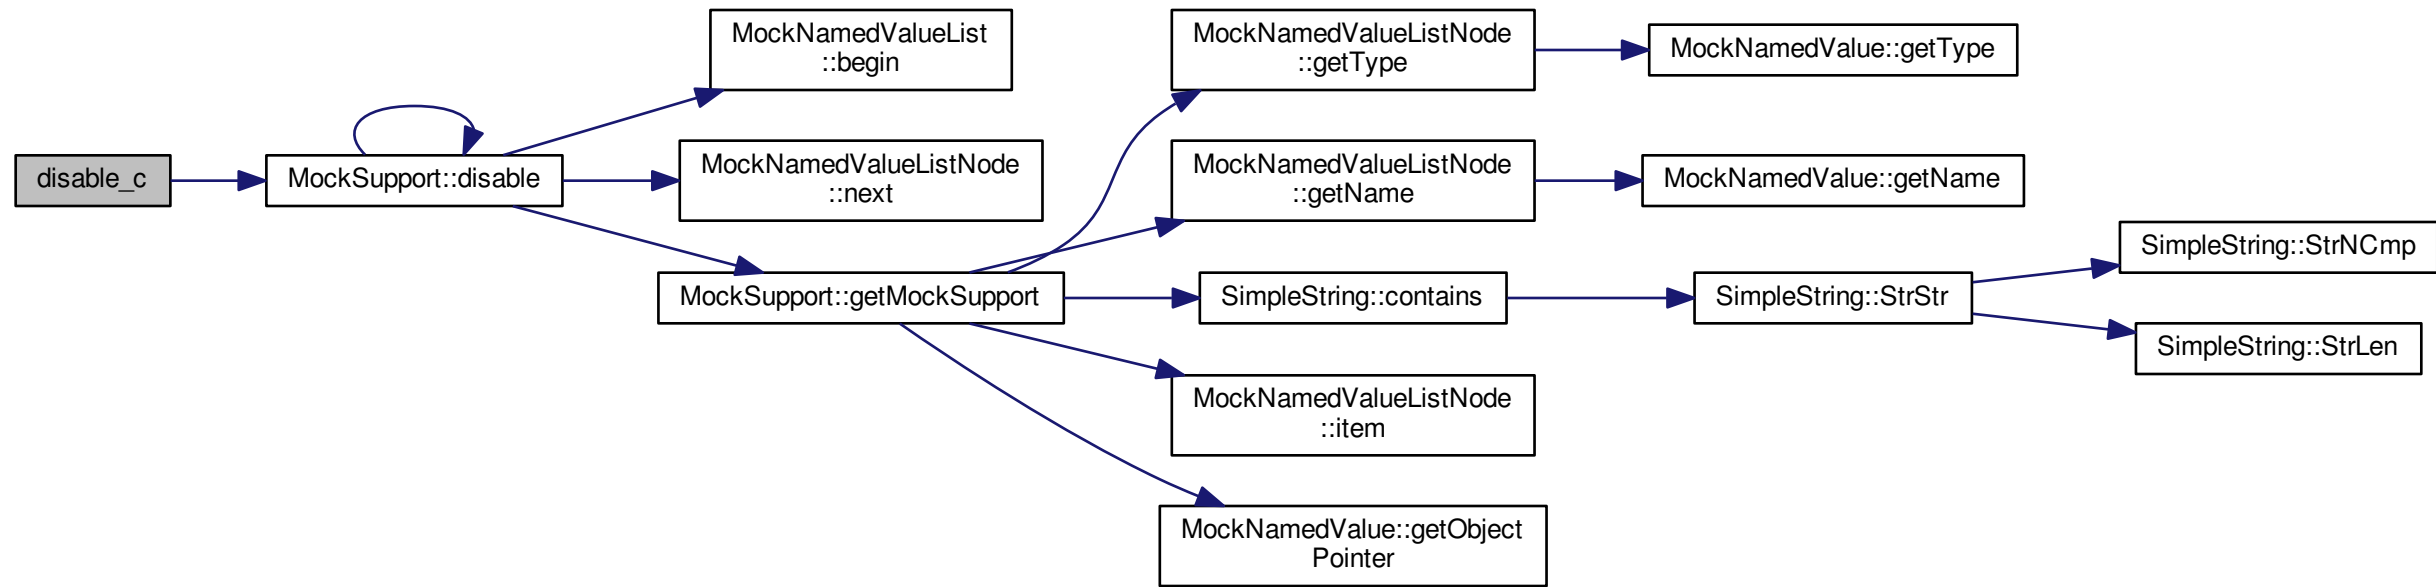 disable_c
MockSupport::disable
MockNamedValueList
::begin
MockNamedValueListNode
::next
MockSupport::getMockSupport
MockNamedValueListNode
::getType
MockNamedValueListNode
::getName
SimpleString::contains
MockNamedValueListNode
::item
MockNamedValue::getObject
Pointer
MockNamedValue::getType
MockNamedValue::getName
SimpleString::StrStr
SimpleString::StrNCmp
SimpleString::StrLen